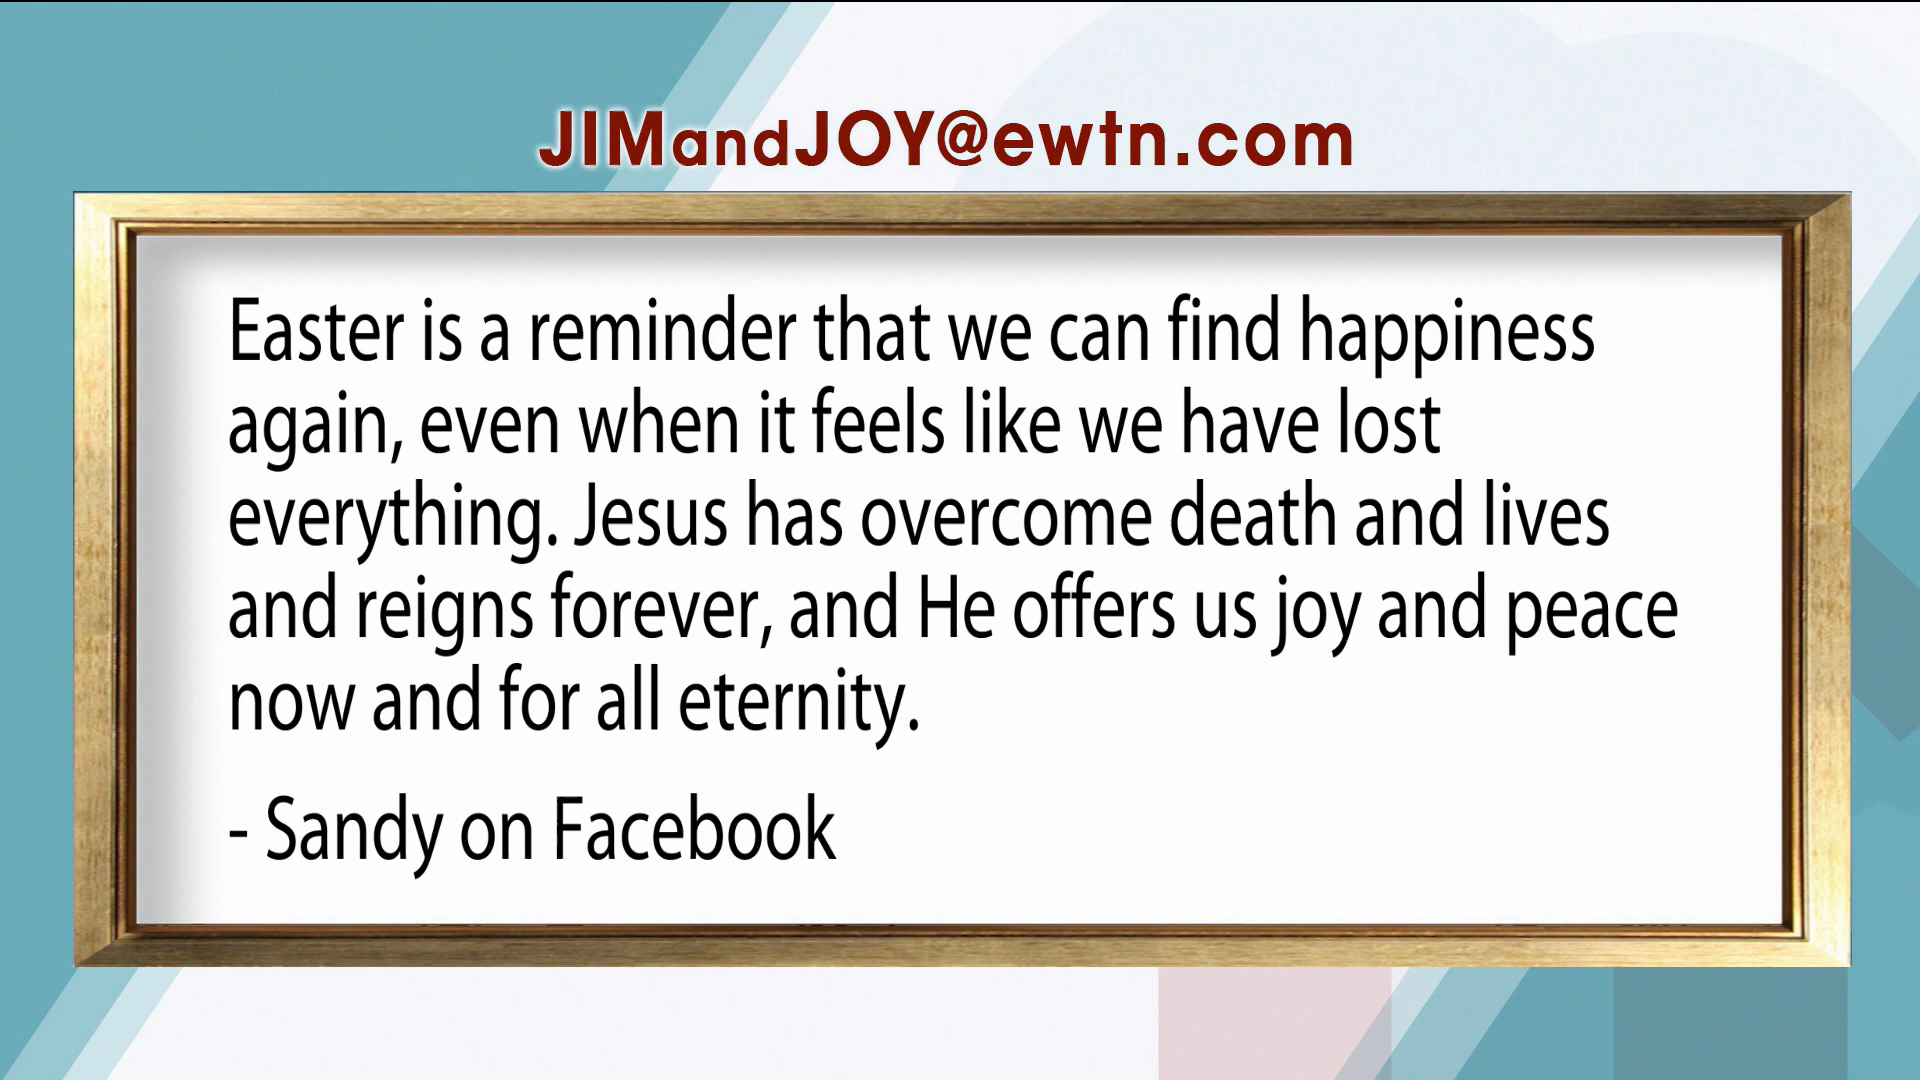 JIMandJOY@ewtn.com
Easter is a reminder that we can find happiness
again, even when it feels like we have lost
everything. Jesus has overcome death and lives
and reigns forever, and He offers us joy and peace
now and for all eternity.
- Sandy on Facebook